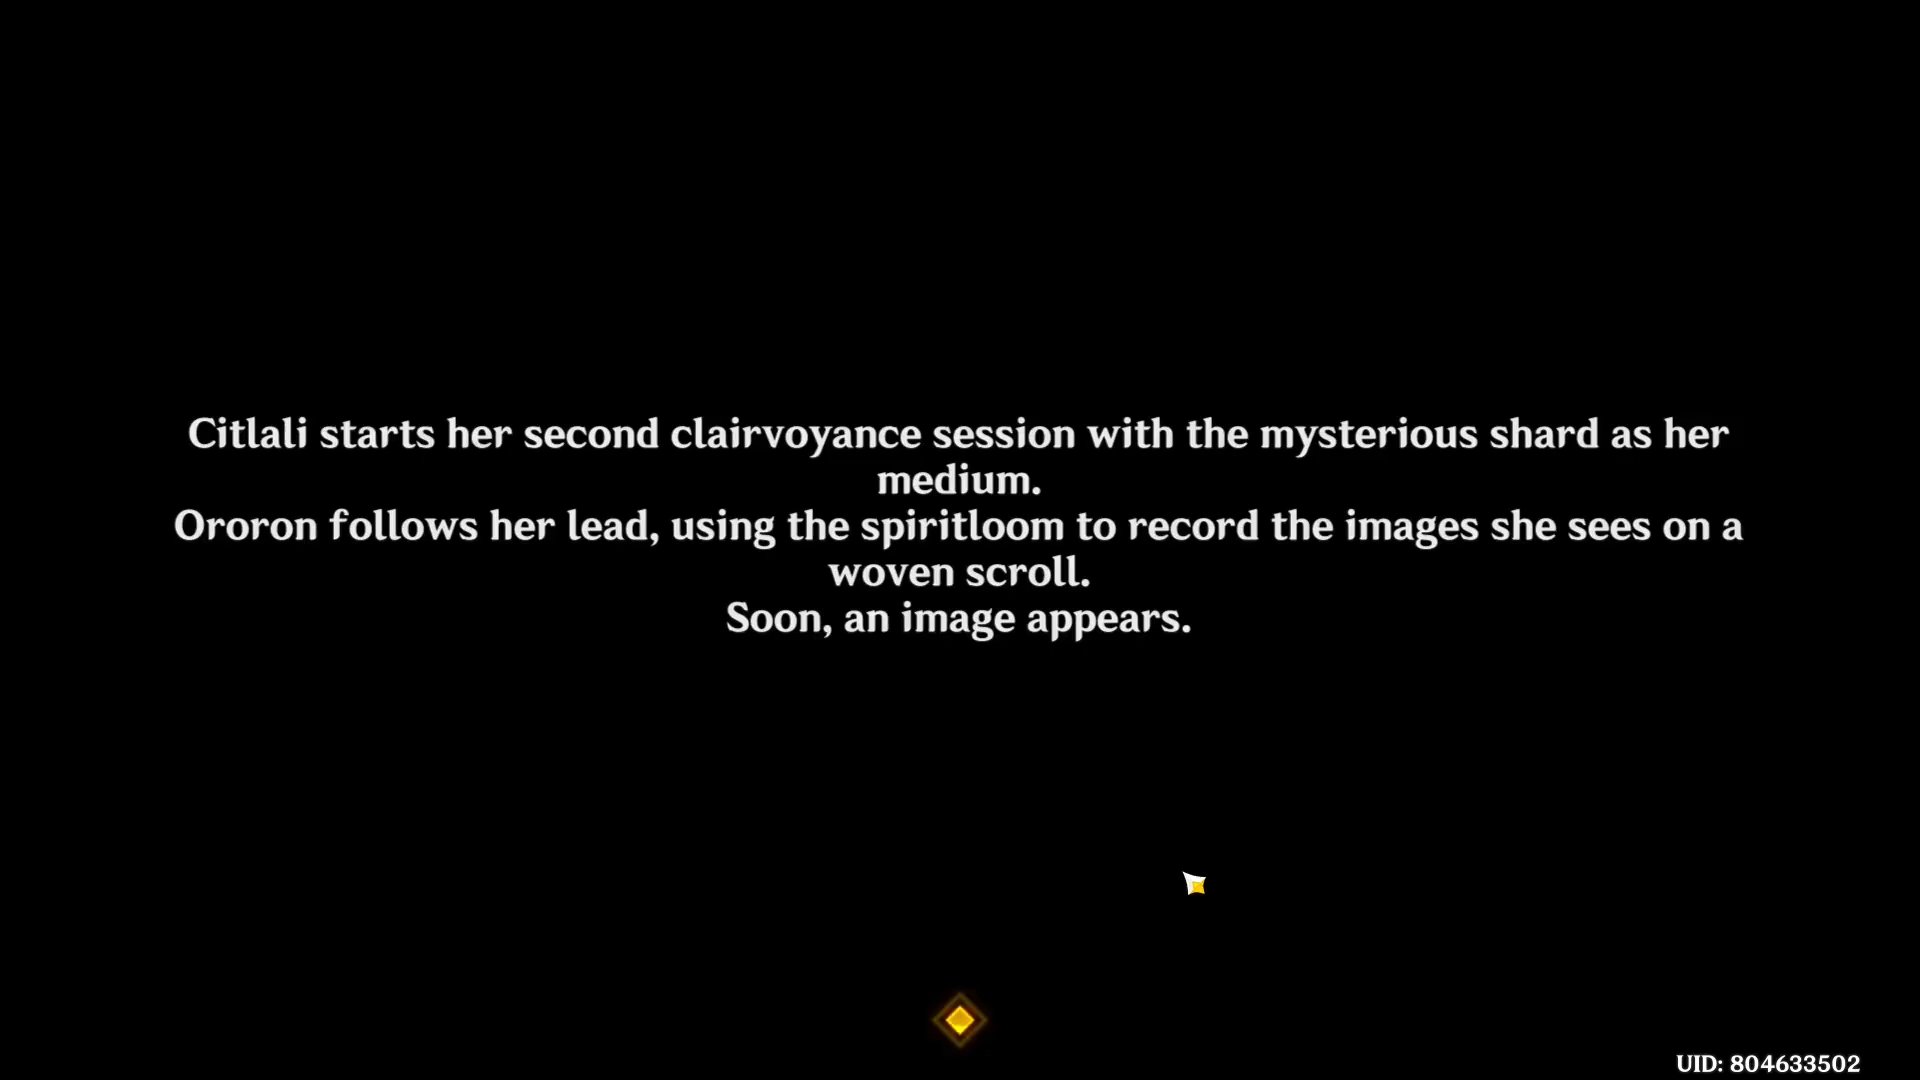 Citlali starts her second clairvoyance session with the mysterious shard as her
medium.
Ororon follows her lead, using the spiritloom to record the images she sees on a
woven scroll.
Soon, an image appears.
UID: 804633502